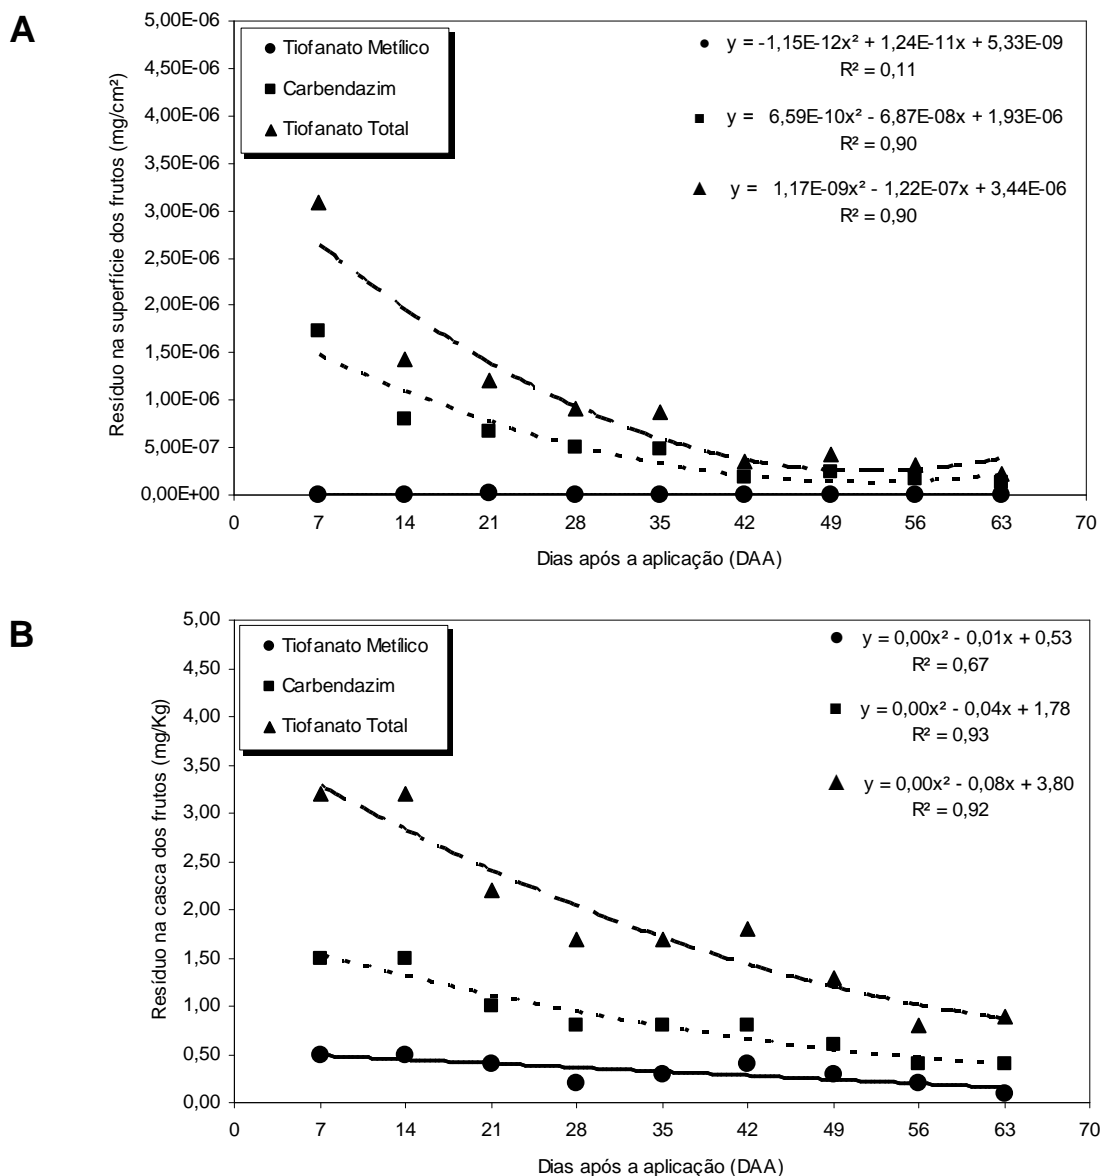 A
Resíduo na superfície dos frutos (mg/cm²)
5,00E-06
4,50E-06
4,00E-06
3,50E-06
3,00E-06
2,50E-06
2,00E-06
1,50E-06
1,00E-06
5,00E-07
0,00E+00
Tiofanato Metílico
Carbendazim
Tiofanato Total
y = -1,15E-12x² + 1,24E-11x + 5,33E-09
R² = 0,11
y = 6,59E-10x² - 6,87E-08x + 1,93E-06
R² = 0,90
y = 1,17E-09x² - 1,22E-07x + 3,44E-06
R² = 0,90
0 7 14 21 28 35 42 49 56 63 70
Dias após a aplicação (DAA)
B
Resíduo na casca dos frutos (mg/Kg)
5,00
4,50
4,00
3,50
3,00
2,50
2,00
1,50
1,00
0,50
0,00
Tiofanato Metílico
Carbendazim
Tiofanato Total
y = 0,00x² - 0,01x + 0,53
R² = 0,67
y = 0,00x² - 0,04x + 1,78
R² = 0,93
y = 0,00x² - 0,08x + 3,80
R² = 0,92
0 7 14 21 28 35 42 49 56 63 70
Dias após a aplicação (DAA)